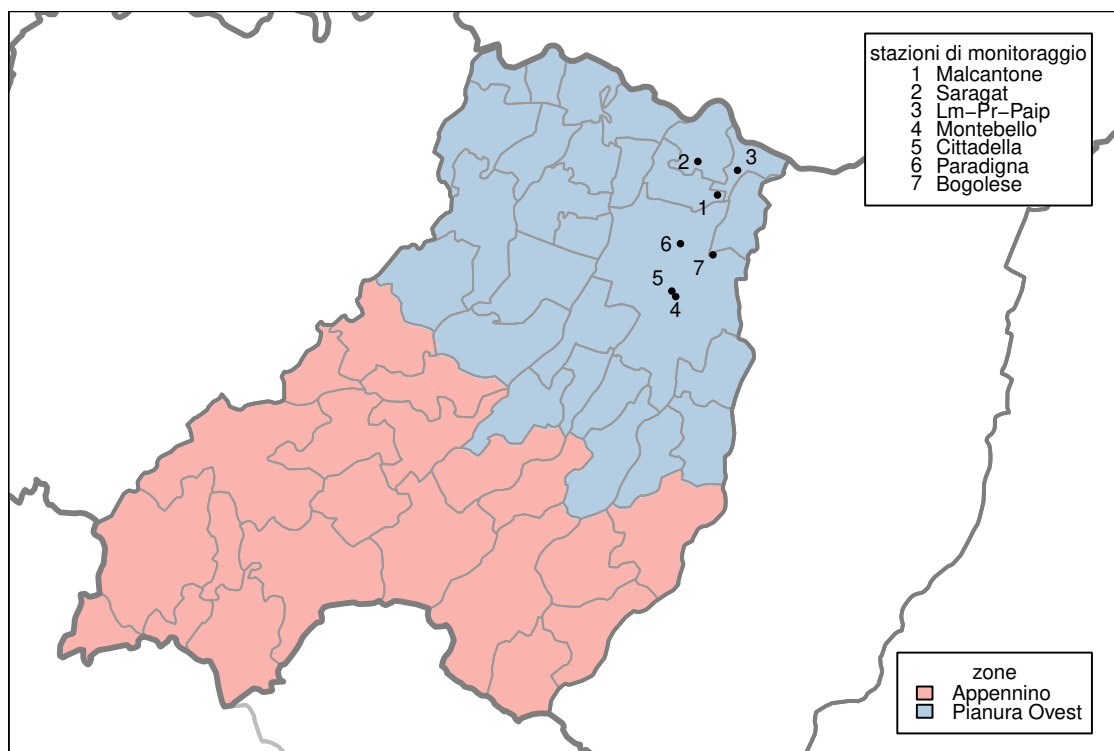 stazioni di monitoraggio
1 Malcantone
2 Saragat
3 Lm−Pr−Paip
4 Montebello
5 Cittadella
6 Paradigna
7 Bogolese
2
3
1
6
7
5
4
zone
Appennino
Pianura Ovest